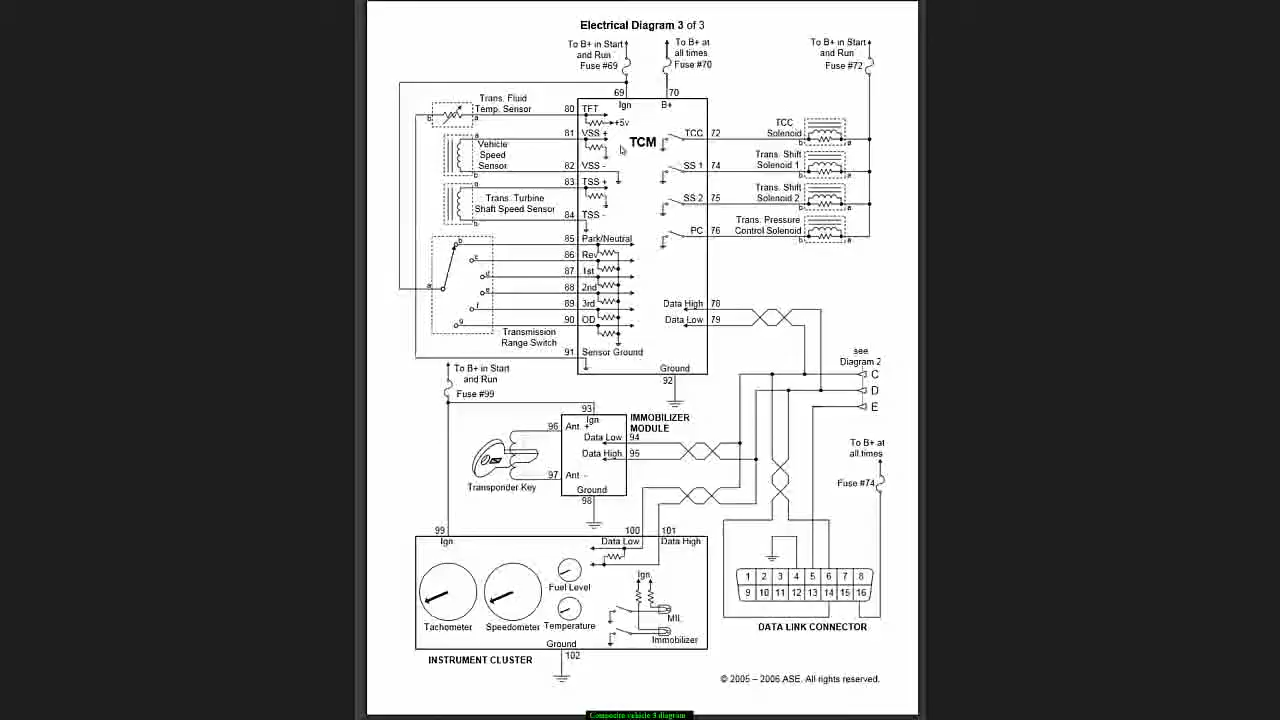 Electrical Diagram 3 of 3
To B+ in Start
and Run
Fuse #69
To B+ at
all times
Fuse #70
To B+ in Start
and Run
Fuse #72
69
70
Ign
B+
TCM
Trans. Fluid
Temp. Sensor
b
a
80 TFT
+5v
81 VSS +
Vehicle
Speed
Sensor
a
b
82 VSS -
83 TSS +
Trans. Turbine
Shaft Speed Sensor
a
b
84 TSS -
85 Park/Neutral
86 Rev
87 1st
88 2nd
89 3rd
90 OD
a
b
c
d
e
f
g
Transmission
Range Switch
91 Sensor Ground
TCC 72
TCC
Solenoid
b
a
SS 1 74
Trans. Shift
Solenoid 1
b
a
SS 2 75
Trans. Shift
Solenoid 2
b
a
PC 76
Trans. Pressure
Control Solenoid
b
a
Data High 78
Data Low 79
Ground
92
see
Diagram 2
C
D
E
To B+ in Start
and Run
Fuse #99
93
Ign
IMMOBILIZER
MODULE
96 Ant. +
Data Low 94
Data High 95
97 Ant. -
Ground
98
Transponder Key
To B+ at
all times
Fuse #74
99
Ign
100
101
Data Low
Data High
Fuel Level
Temperature
Tachometer
Speedometer
Ign.
MIL
Immobilizer
Ground
102
INSTRUMENT CLUSTER
1 2 3 4 5 6 7 8
9 10 11 12 13 14 15 16
DATA LINK CONNECTOR
© 2005 – 2006 ASE. All rights reserved.
Composite vehicle 3 diagram